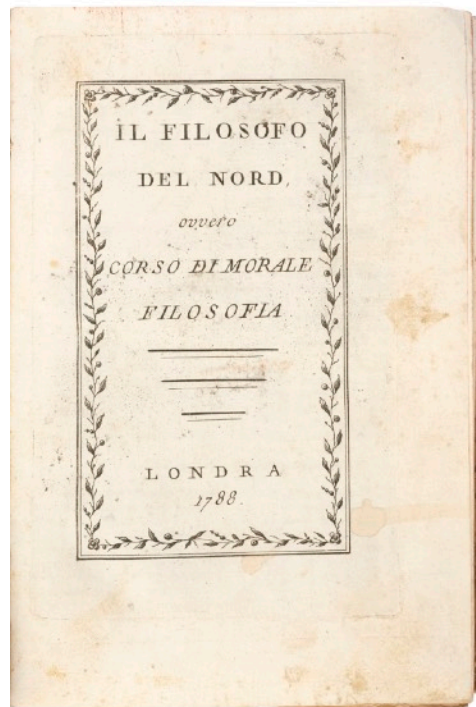 IL FILOSOFO
DEL NORD,
ovvero
CORSO DI MORALE
FILOSOFIA
LONDRA
1788.